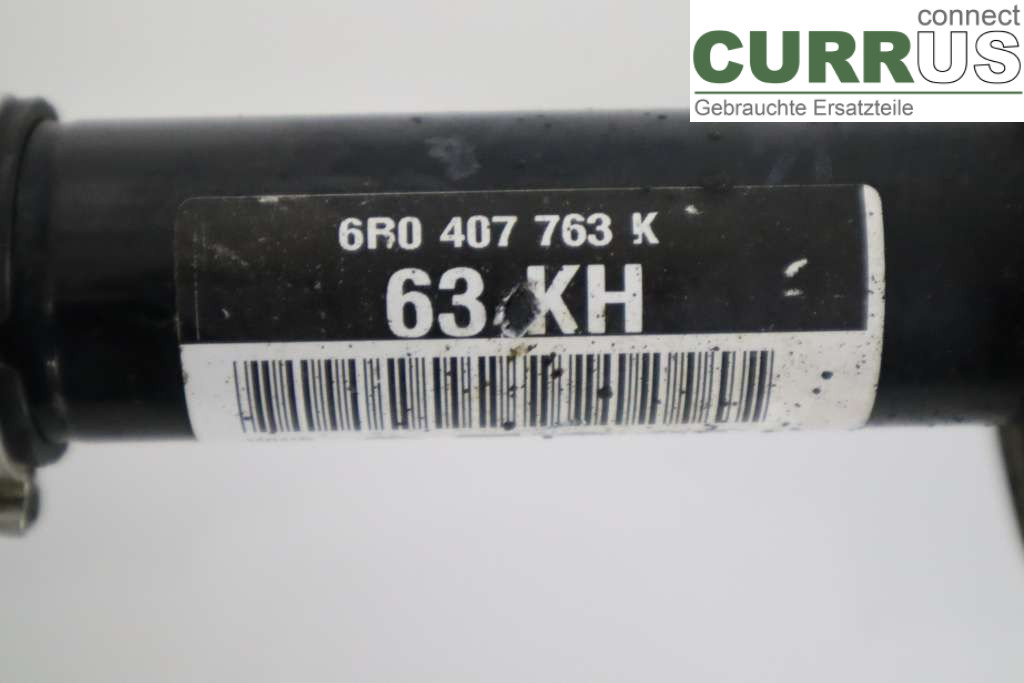 connect
CURRUS
Gebrauchte Ersatzteile
6R0 407 763 K
63 KH